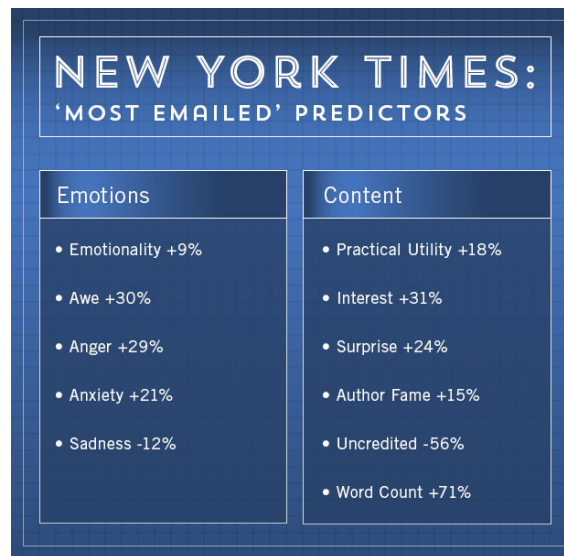 NEW YORK TIMES:
‘MOST EMAILED’ PREDICTORS
Emotions
• Emotionality +9%
• Awe +30%
• Anger +29%
• Anxiety +21%
• Sadness -12%
Content
• Practical Utility +18%
• Interest +31%
• Surprise +24%
• Author Fame +15%
• Uncredited -56%
• Word Count +71%